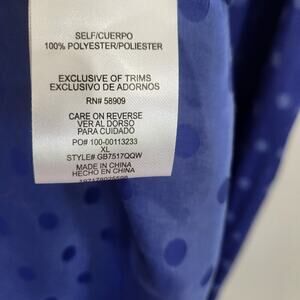 SELF/CUERPO
100% POLYESTER/POLIESTER
EXCLUSIVE OF TRIMS
EXCLUSIVO DE ADORNOS
RN# 58909
CARE ON REVERSE
VER AL DORSO
PARA CUIDADO
PO# 100-00113233
XL
STYLE# GB7517QQW
MADE IN CHINA
HECHO EN CHINA